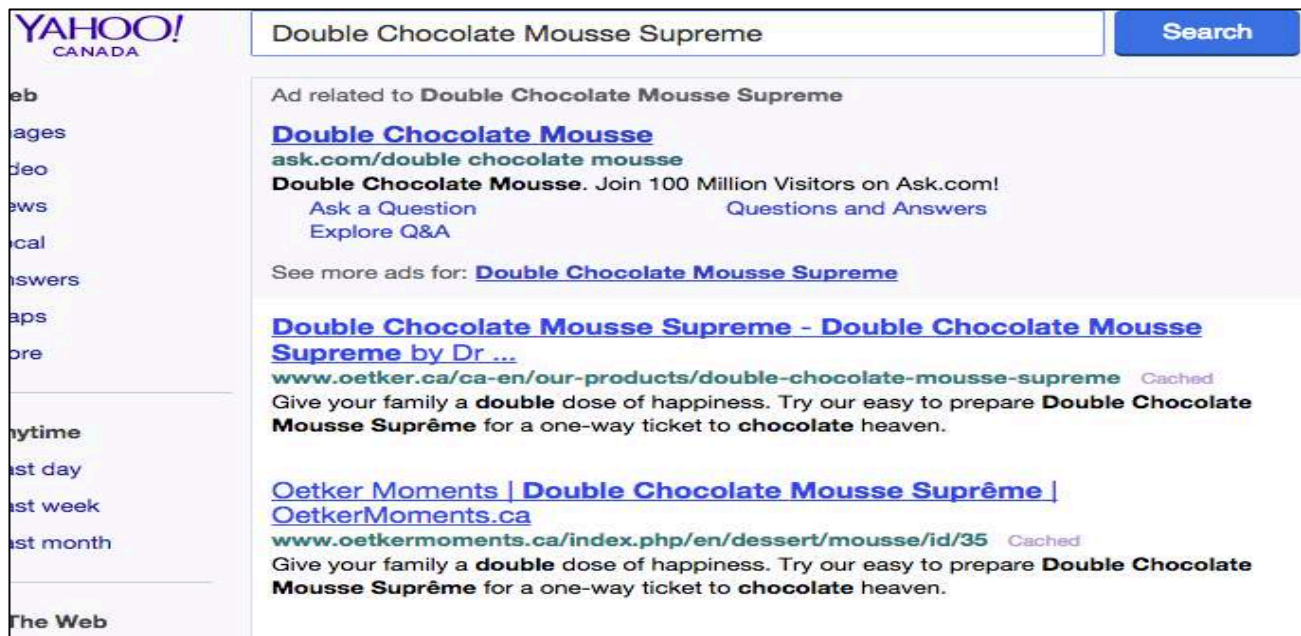 YAHOO!
CANADA
Double Chocolate Mousse Supreme
Search
eb
ages
deo
ews
cal
nswers
aps
ore
nytime
ast day
ast week
ast month
The Web
Ad related to Double Chocolate Mousse Supreme
Double Chocolate Mousse
ask.com/double chocolate mousse
Double Chocolate Mousse. Join 100 Million Visitors on Ask.com!
Ask a Question Questions and Answers
Explore Q&A
See more ads for: Double Chocolate Mousse Supreme
Double Chocolate Mousse Supreme - Double Chocolate Mousse
Supreme by Dr ...
www.oetker.ca/ca-en/our-products/double-chocolate-mousse-supreme Cached
Give your family a double dose of happiness. Try our easy to prepare Double Chocolate
Mousse Suprême for a one-way ticket to chocolate heaven.
Oetker Moments | Double Chocolate Mousse Suprême |
OetkerMoments.ca
www.oetkermoments.ca/index.php/en/dessert/mousse/id/35 Cached
Give your family a double dose of happiness. Try our easy to prepare Double Chocolate
Mousse Suprême for a one-way ticket to chocolate heaven.